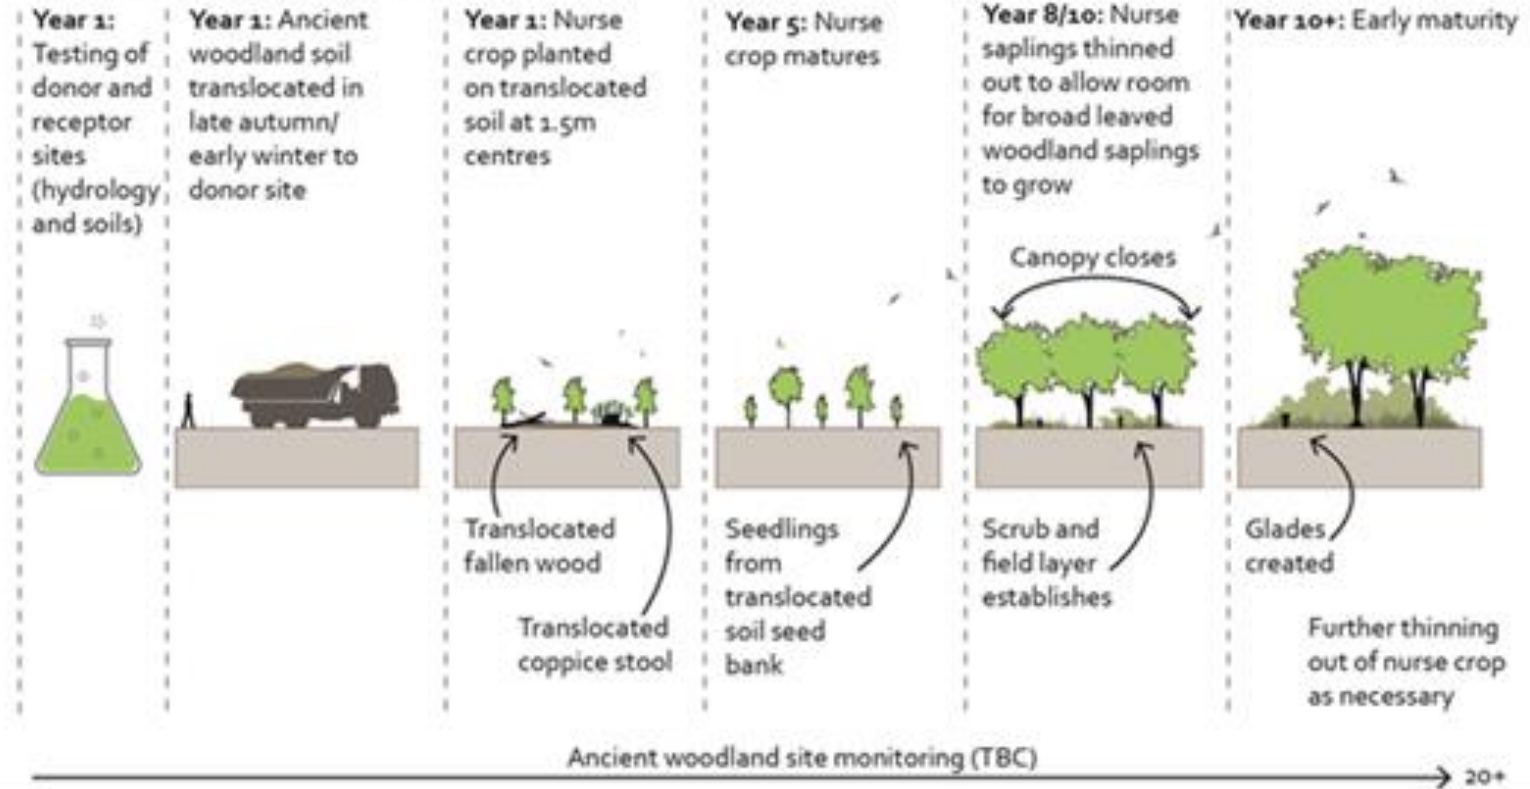 Year 1:
Testing of
donor and
receptor
sites
(hydrology
and soils)
Year 1: Ancient
woodland soil
translocated in
late autumn/
early winter to
donor site
Year 1: Nurse
crop planted
on translocated
soil at 1.5m
centres
Translocated
fallen wood
Translocated
coppice stool
Year 5: Nurse
crop matures
Seedlings
from
translocated
soil seed
bank
Year 8/10: Nurse
saplings thinned
out to allow room
for broad leaved
woodland saplings
to grow
Canopy closes
Scrub and
field layer
establishes
Year 10+: Early maturity
Glades
created
Further thinning
out of nurse crop
as necessary
Ancient woodland site monitoring (TBC)
20+